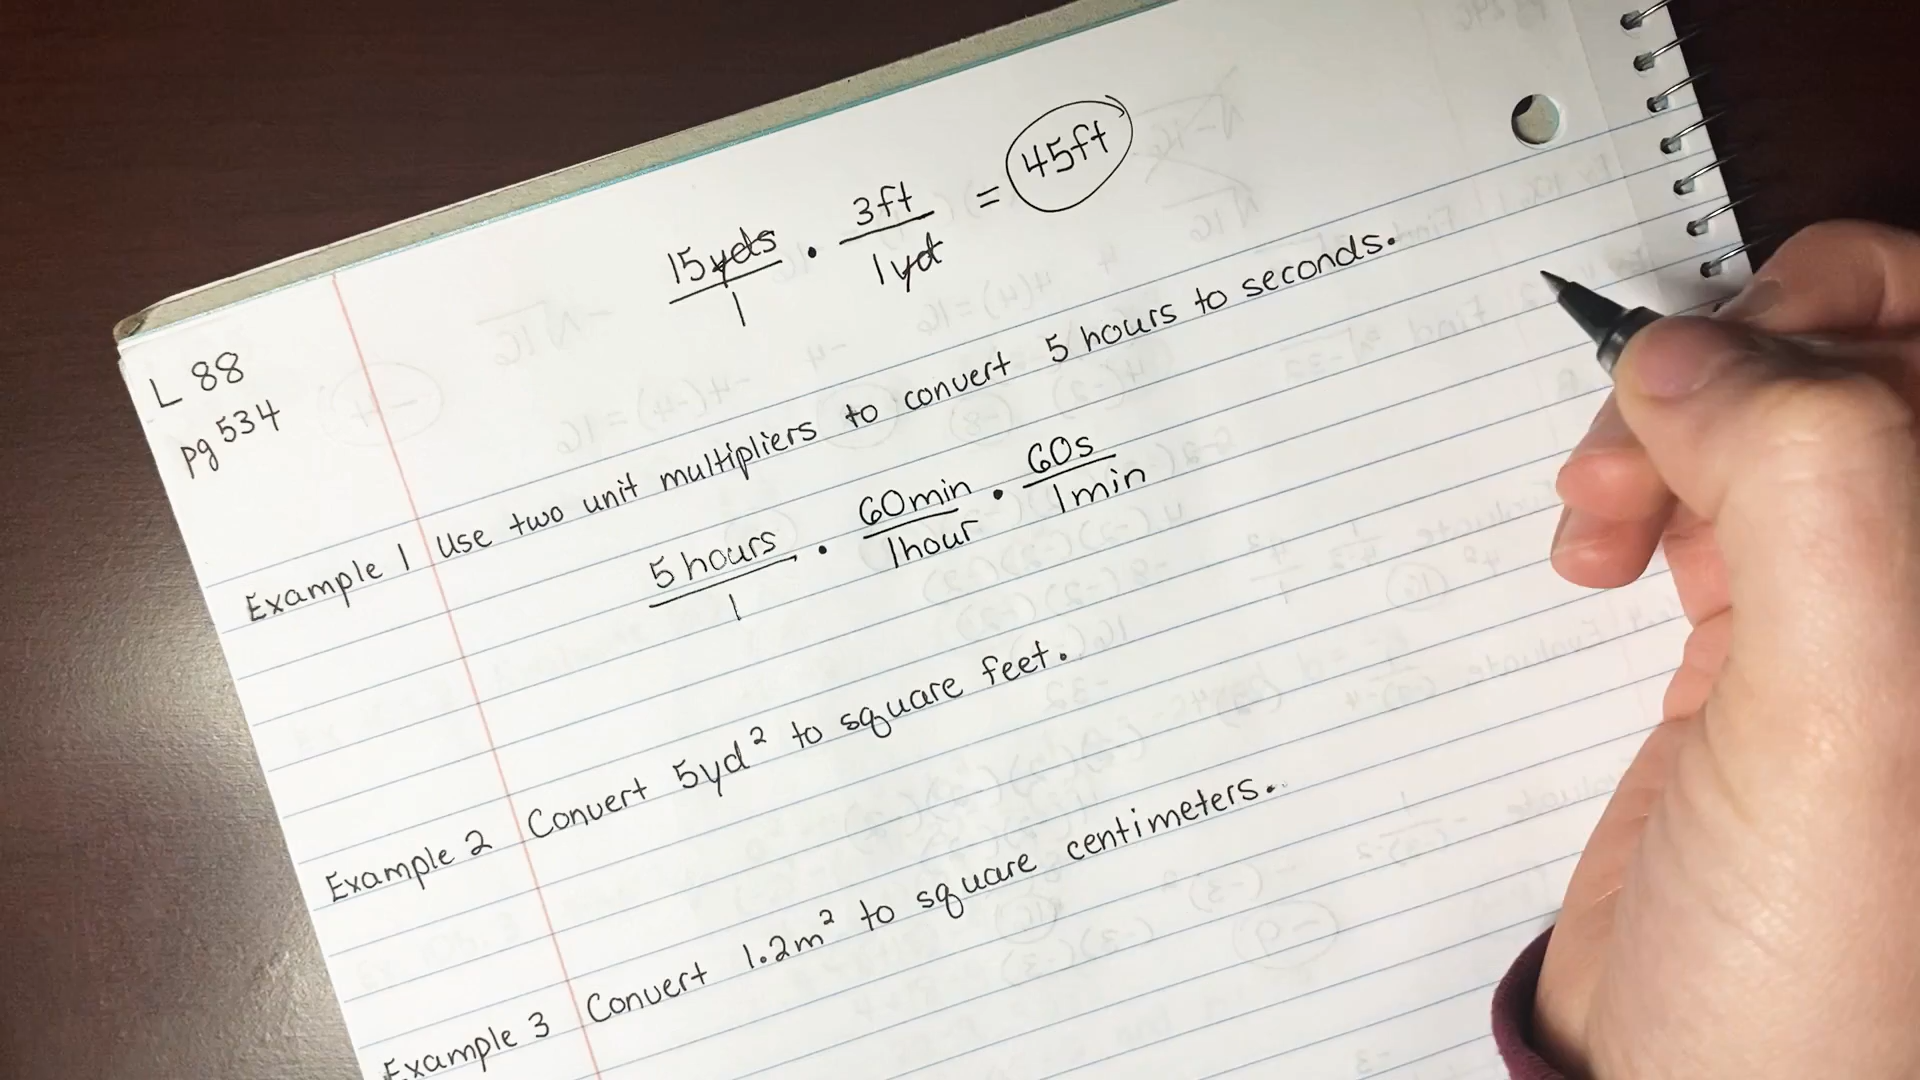 15yds/1 · 3ft/1yd = 45ft
L 88
pg 534
Example 1 Use two unit multipliers to convert 5 hours to seconds.
5 hours/1 · 60min/1hour · 60s/1min
Example 2 Convert 5yd² to square feet.
Example 3 Convert 1.2m² to square centimeters.